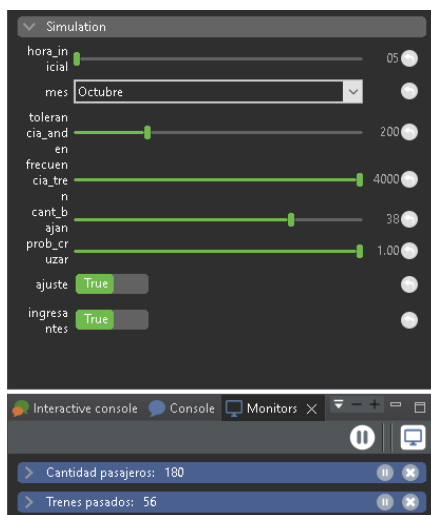 Simulation
hora_in
icial
05
mes
Octubre
toleran
cia_and
en
200
frecuen
cia_tre
n
4000
cant_b
ajan
38
prob_cr
uzar
1.00
ajuste
True
ingresa
ntes
True
Interactive console Console Monitors
Cantidad pasajeros: 180
Trenes pasados: 56